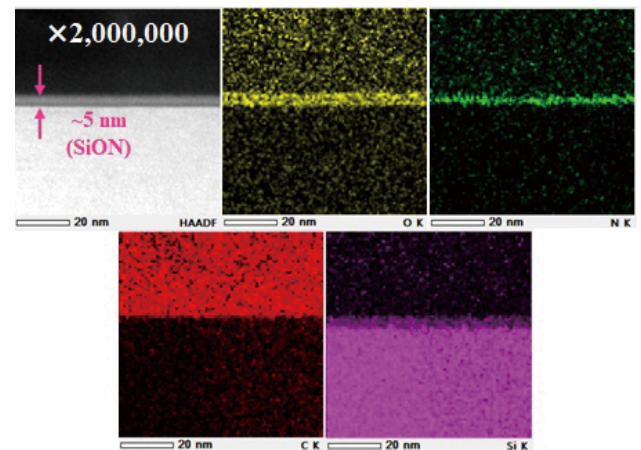 ×2,000,000
~5 nm
(SiON)
20 nm
HAADF
20 nm
O K
20 nm
N K
20 nm
C K
20 nm
Si K